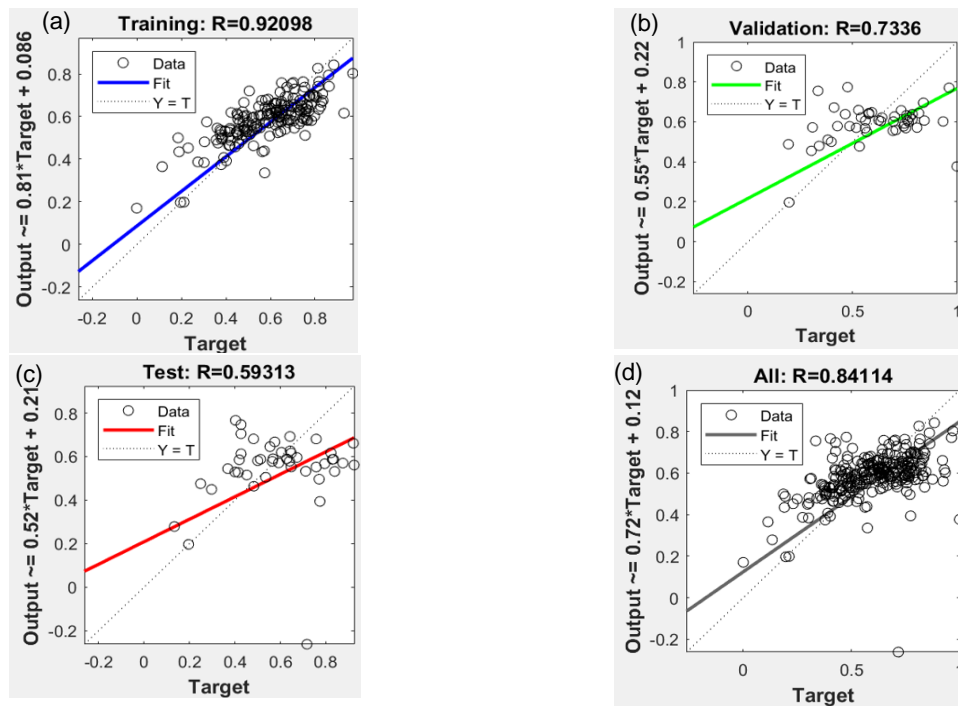 (a)
Training: R=0.92098
Output ~= 0.81*Target + 0.086
Data
Fit
Y = T
0.8
0.6
0.4
0.2
0
-0.2
-0.2 0 0.2 0.4 0.6 0.8
Target
(b)
Validation: R=0.7336
Output ~= 0.55*Target + 0.22
Data
Fit
Y = T
1
0.8
0.6
0.4
0.2
0
-0.2
0 0.5 1
Target
(c)
Test: R=0.59313
Output ~= 0.52*Target + 0.21
Data
Fit
Y = T
0.8
0.6
0.4
0.2
0
-0.2
-0.2 0 0.2 0.4 0.6 0.8
Target
(d)
All: R=0.84114
Output ~= 0.72*Target + 0.12
Data
Fit
Y = T
1
0.8
0.6
0.4
0.2
0
-0.2
0 0.5 1
Target